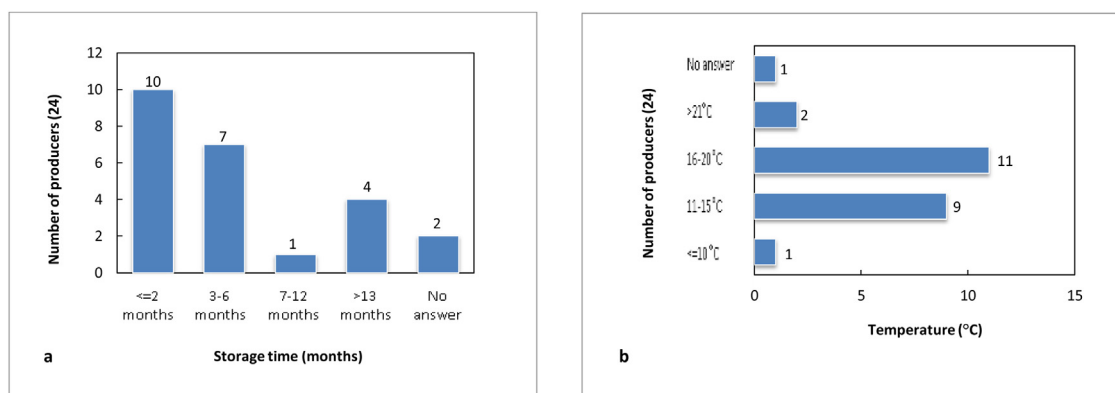 12
10
8
6
4
2
0
Number of producers (24)
10
7
1
4
2
<=2
months
3-6
months
7-12
months
>13
months
No
answer
Storage time (months)
a
Number of producers (24)
No answer
>21°C
16-20°C
11-15°C
<=10°C
1
2
11
9
1
0
5
10
15
Temperature (°C)
b